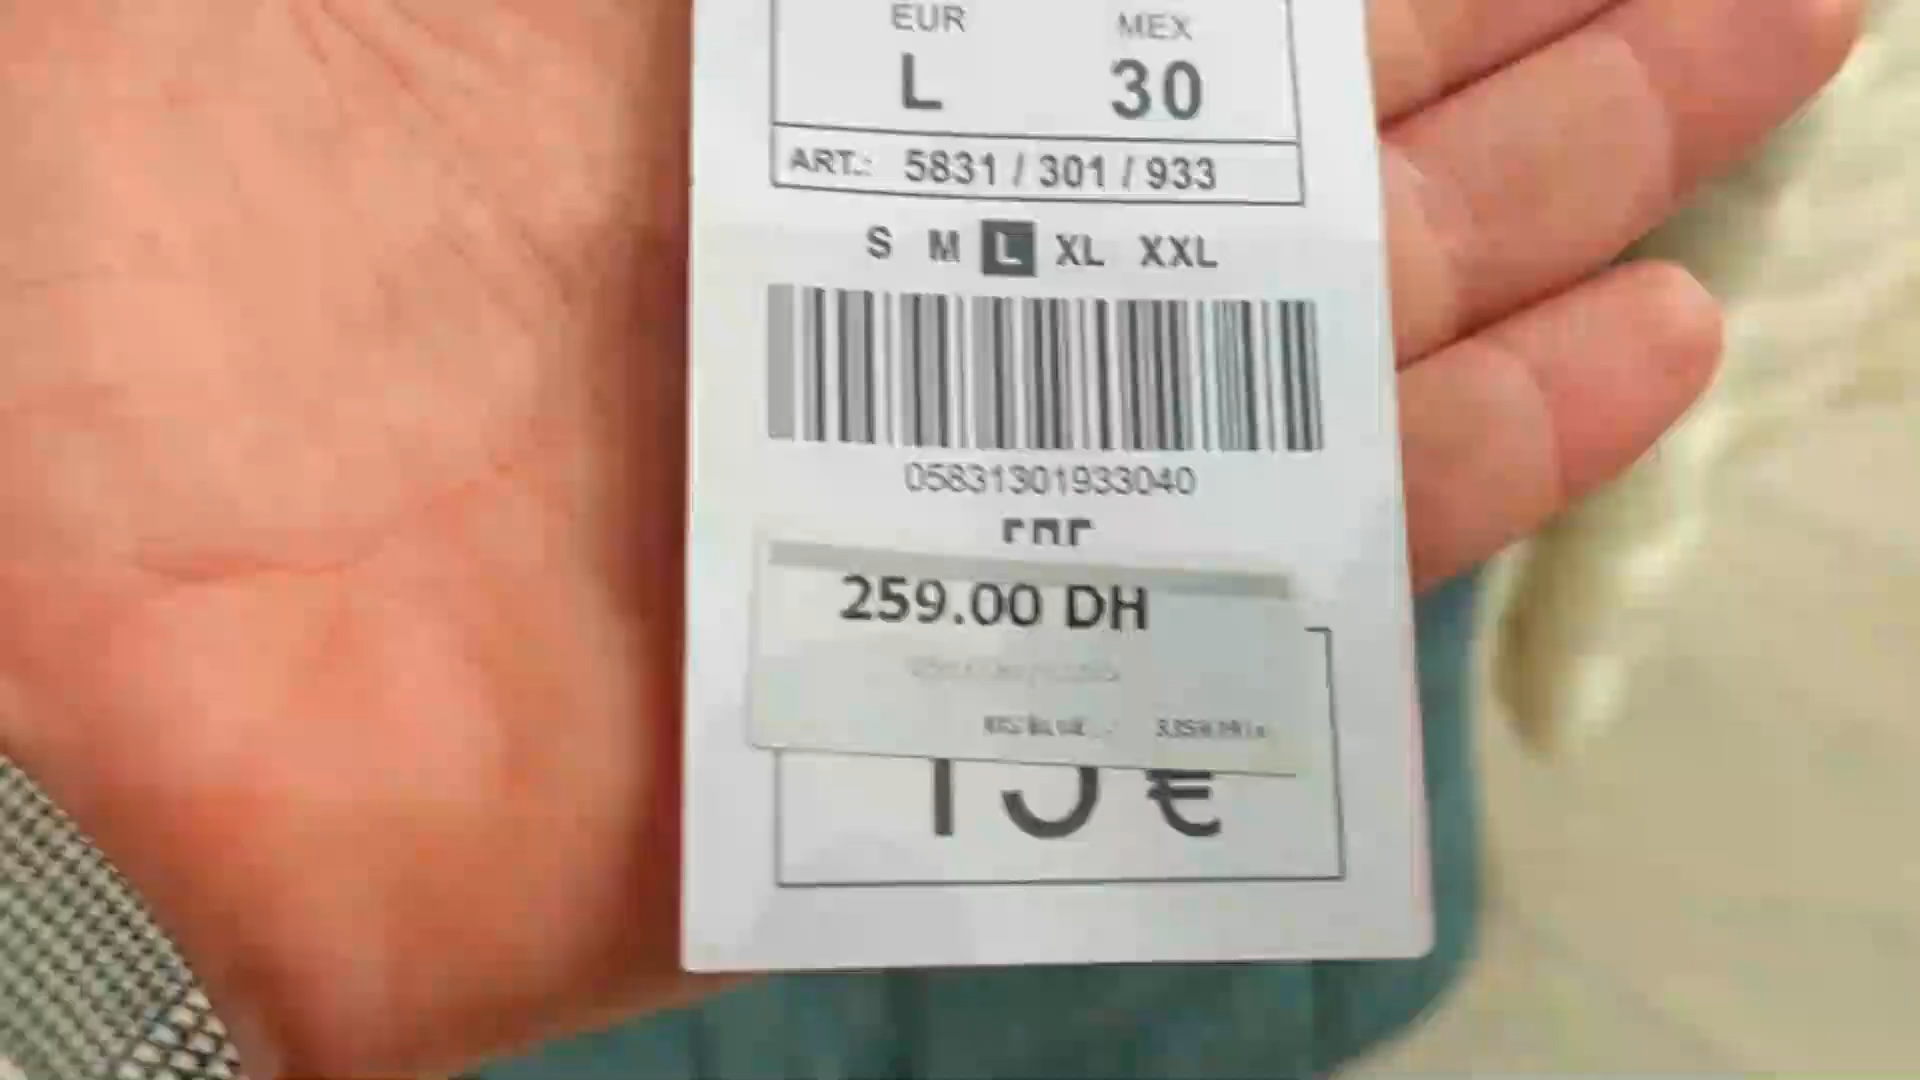 EUR MEX
L 30
ART.: 5831 / 301 / 933
S M L XL XXL
05831301933040
259.00 DH
€